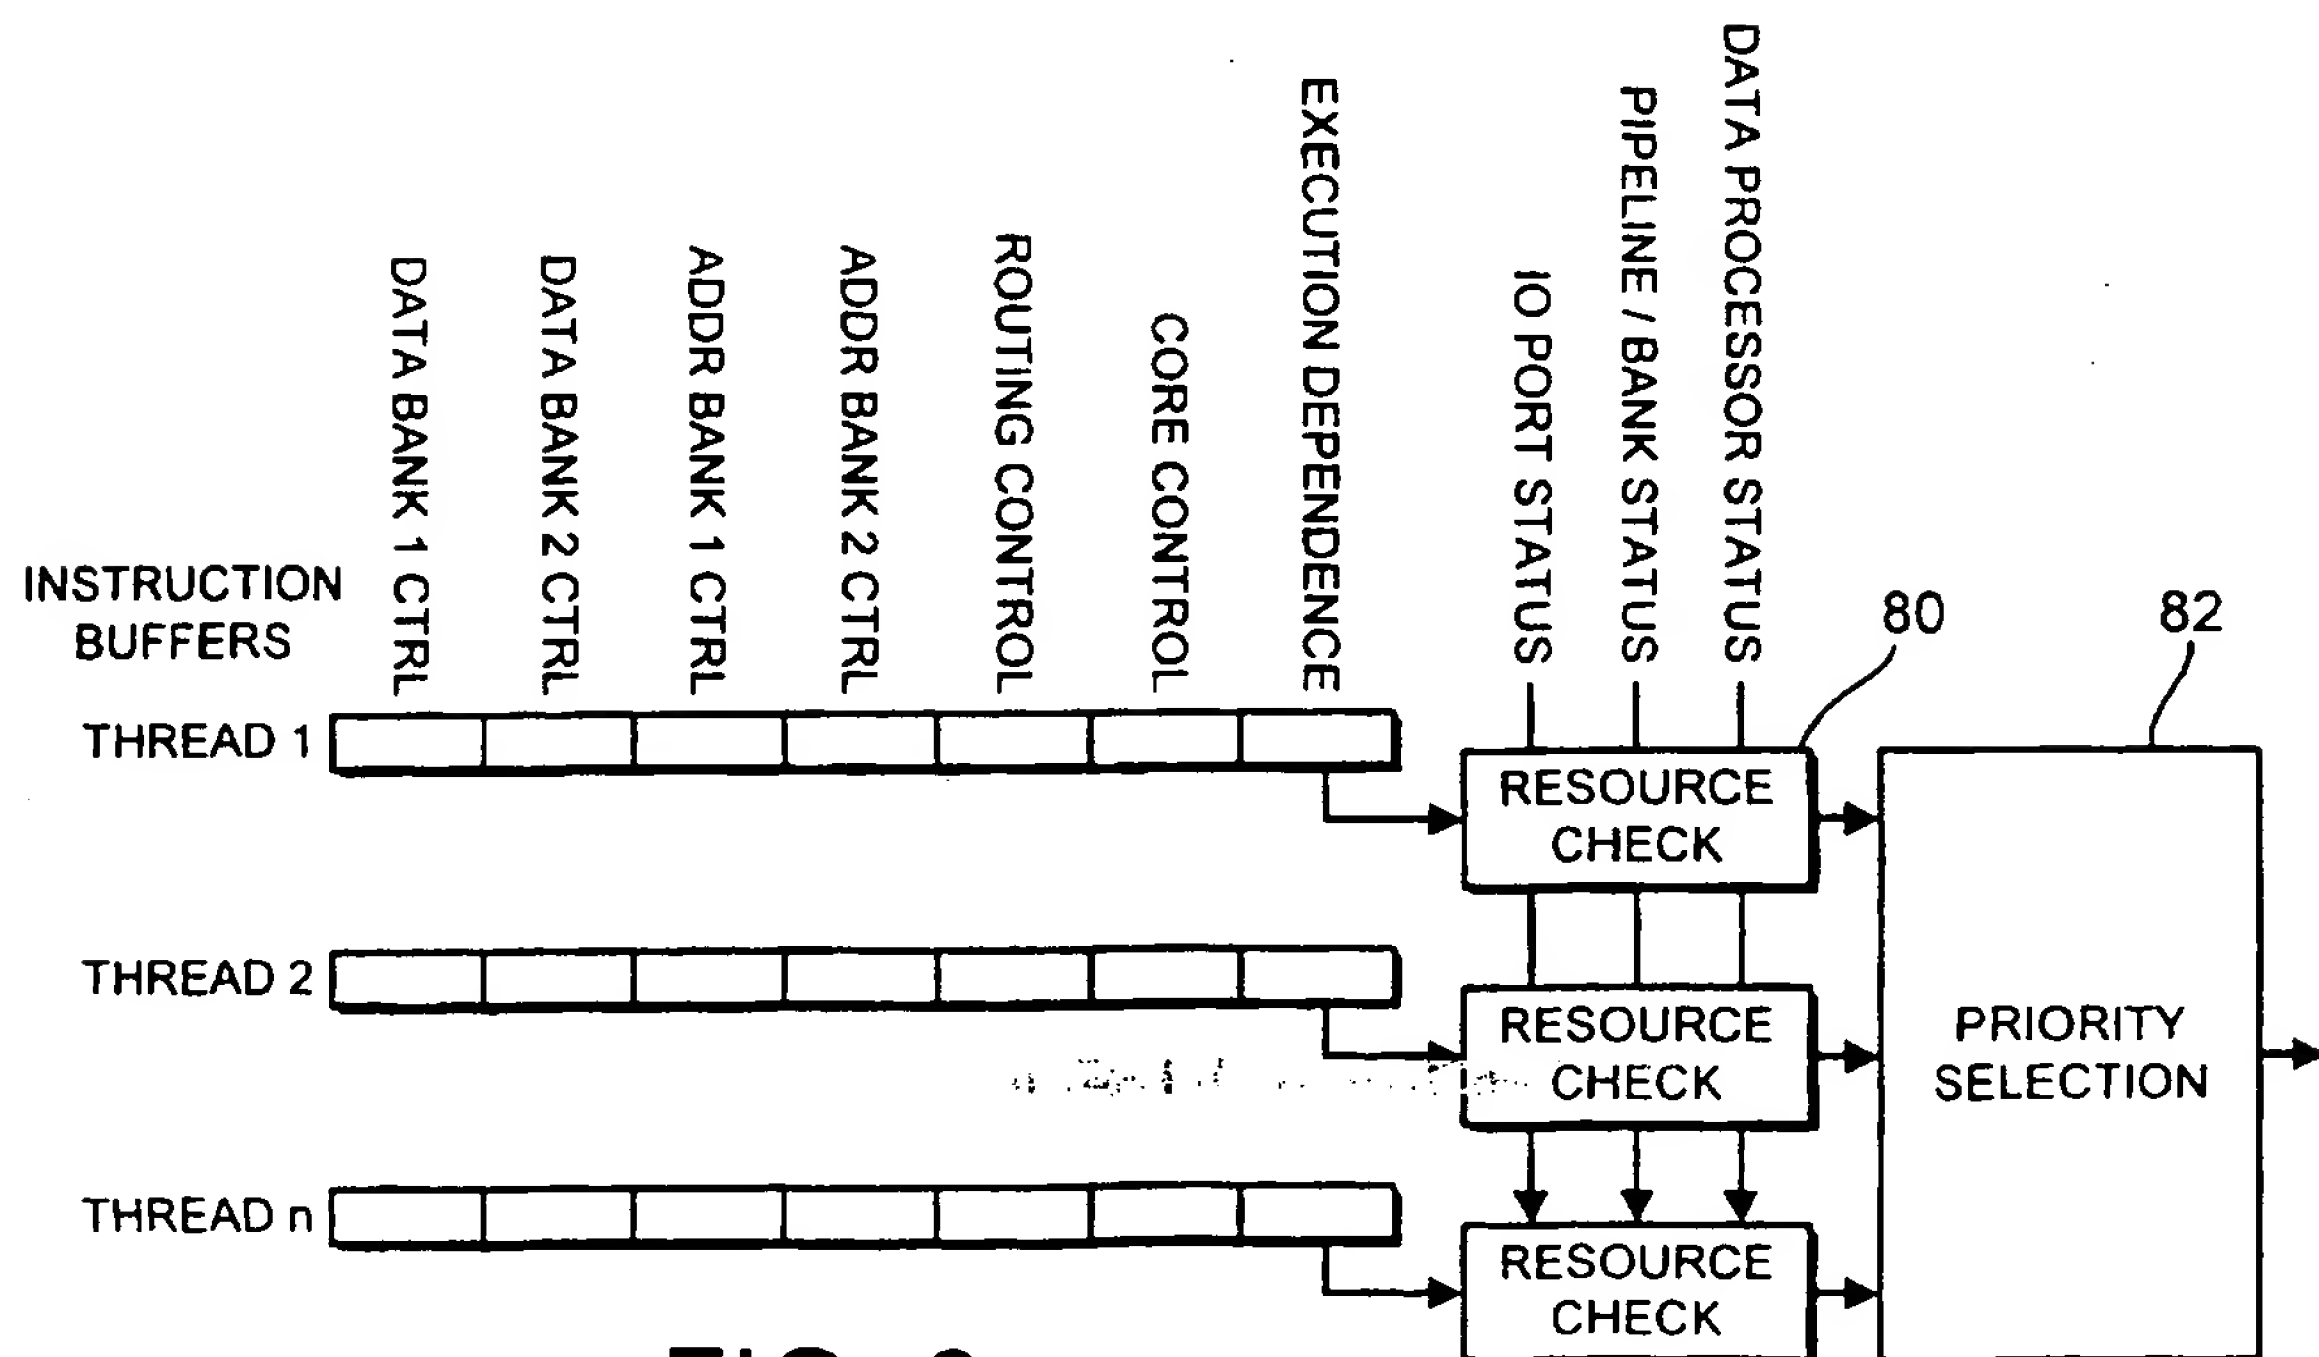 DATA BANK 1 CTRL
DATA BANK 2 CTRL
ADDR BANK 1 CTRL
ADDR BANK 2 CTRL
ROUTING CONTROL
CORE CONTROL
EXECUTION DEPENDENCE
IO PORT STATUS
PIPELINE / BANK STATUS
DATA PROCESSOR STATUS
INSTRUCTION
BUFFERS
80
82
THREAD 1
RESOURCE
CHECK
THREAD 2
RESOURCE
CHECK
PRIORITY
SELECTION
THREAD n
RESOURCE
CHECK